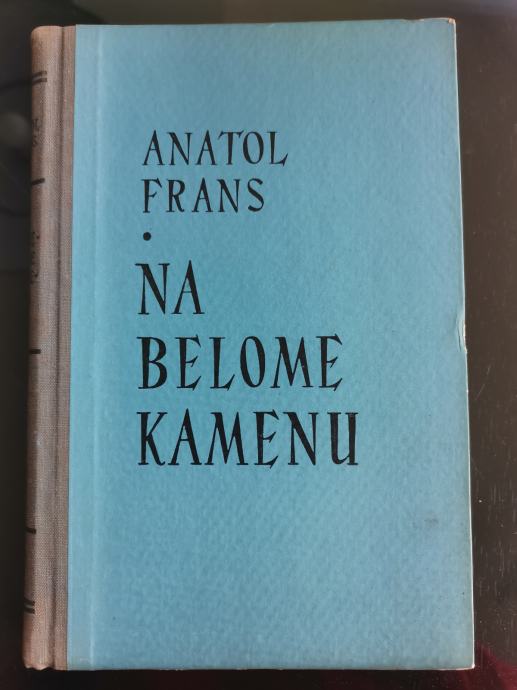 ANATOL
FRANS
•
NA
BELOME
KAMENU